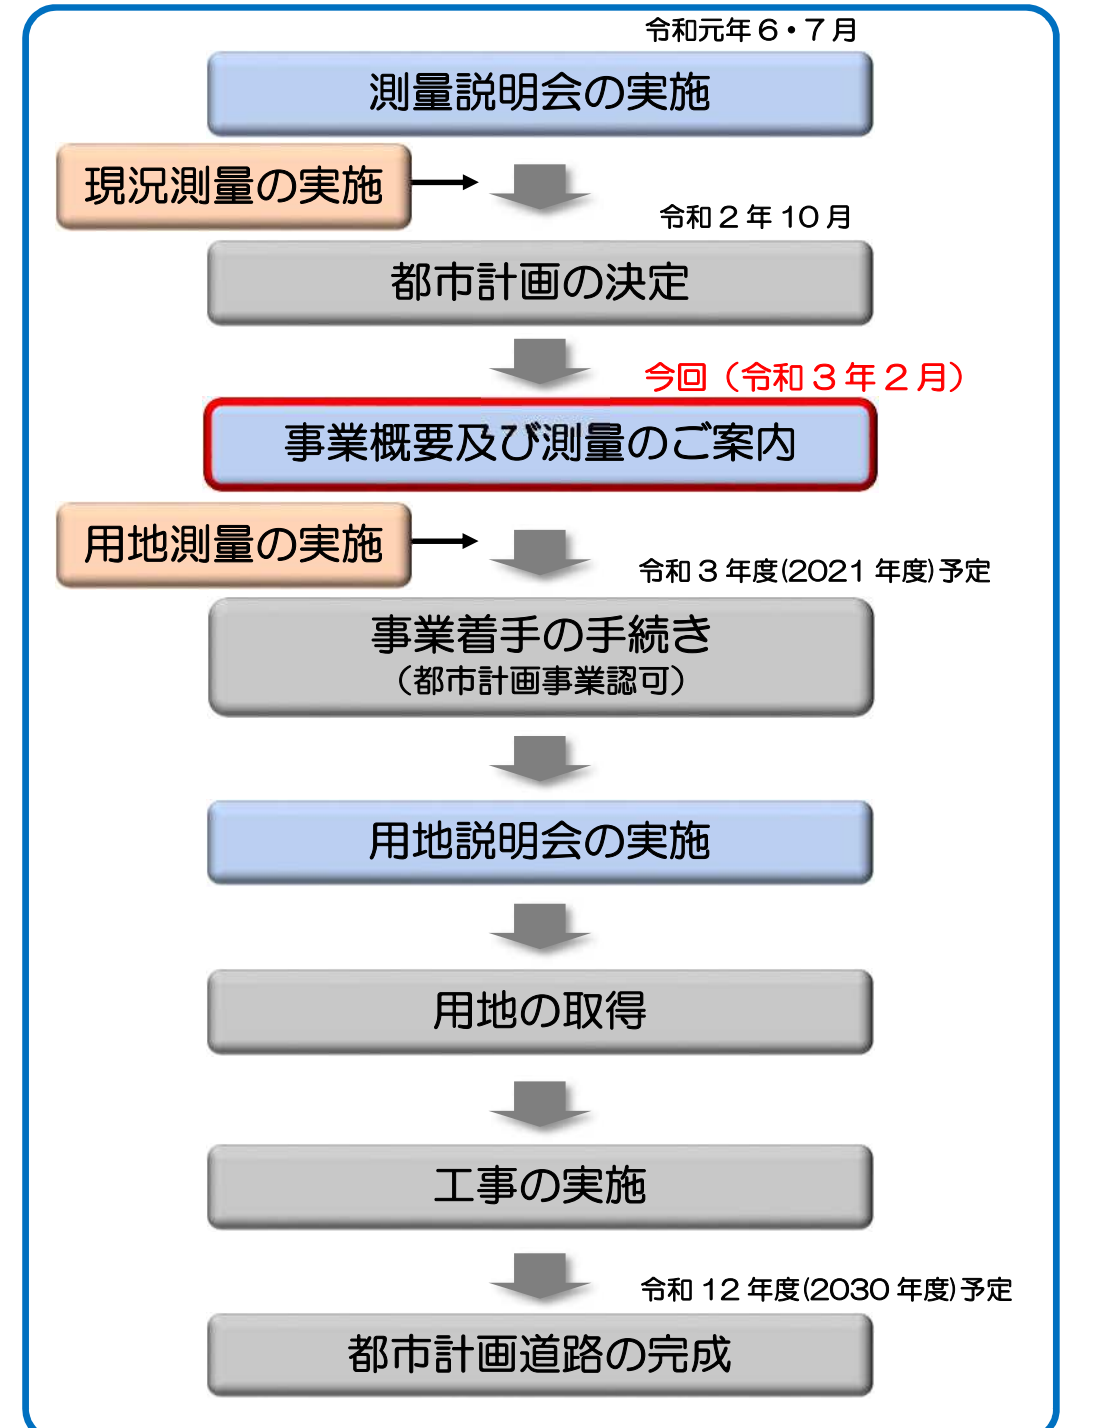 令和元年6・7月
測量説明会の実施
現況測量の実施
令和2年10月
都市計画の決定
今回（令和3年2月）
事業概要及び測量のご案内
用地測量の実施
令和3年度(2021年度)予定
事業着手の手続き
（都市計画事業認可）
用地説明会の実施
用地の取得
工事の実施
令和12年度(2030年度)予定
都市計画道路の完成